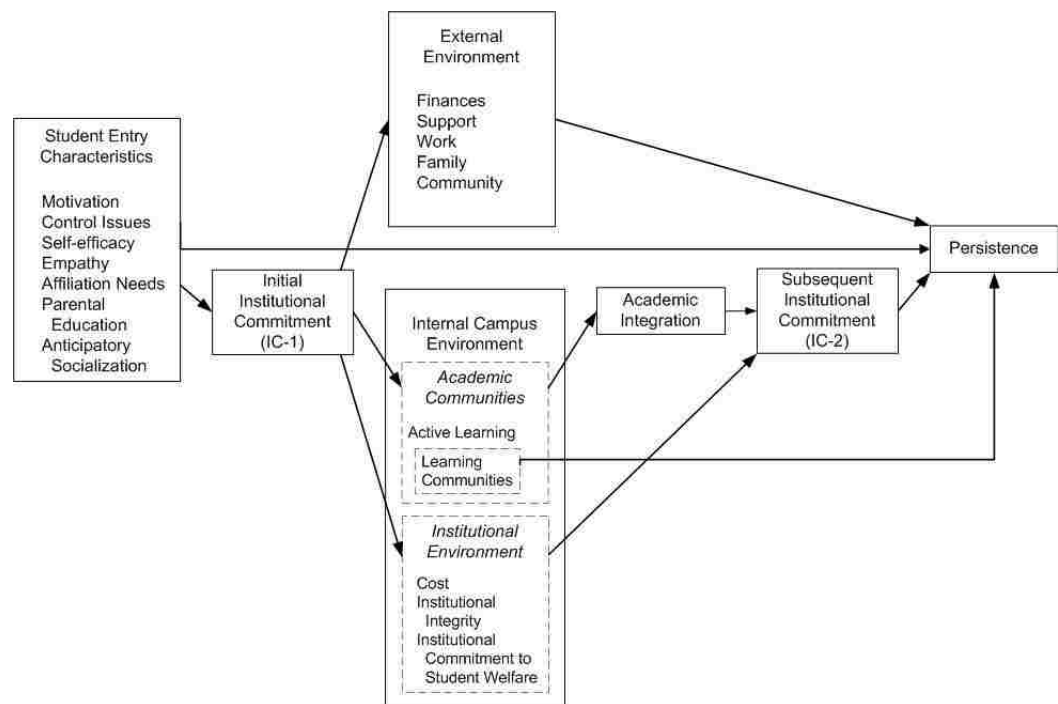 Student Entry
Characteristics
Motivation
Control Issues
Self-efficacy
Empathy
Affiliation Needs
Parental
Education
Anticipatory
Socialization
Initial
Institutional
Commitment
(IC-1)
External
Environment
Finances
Support
Work
Family
Community
Internal Campus
Environment
Academic
Communities
Active Learning
Learning
Communities
Institutional
Environment
Cost
Institutional
Integrity
Institutional
Commitment to
Student Welfare
Academic
Integration
Subsequent
Institutional
Commitment
(IC-2)
Persistence